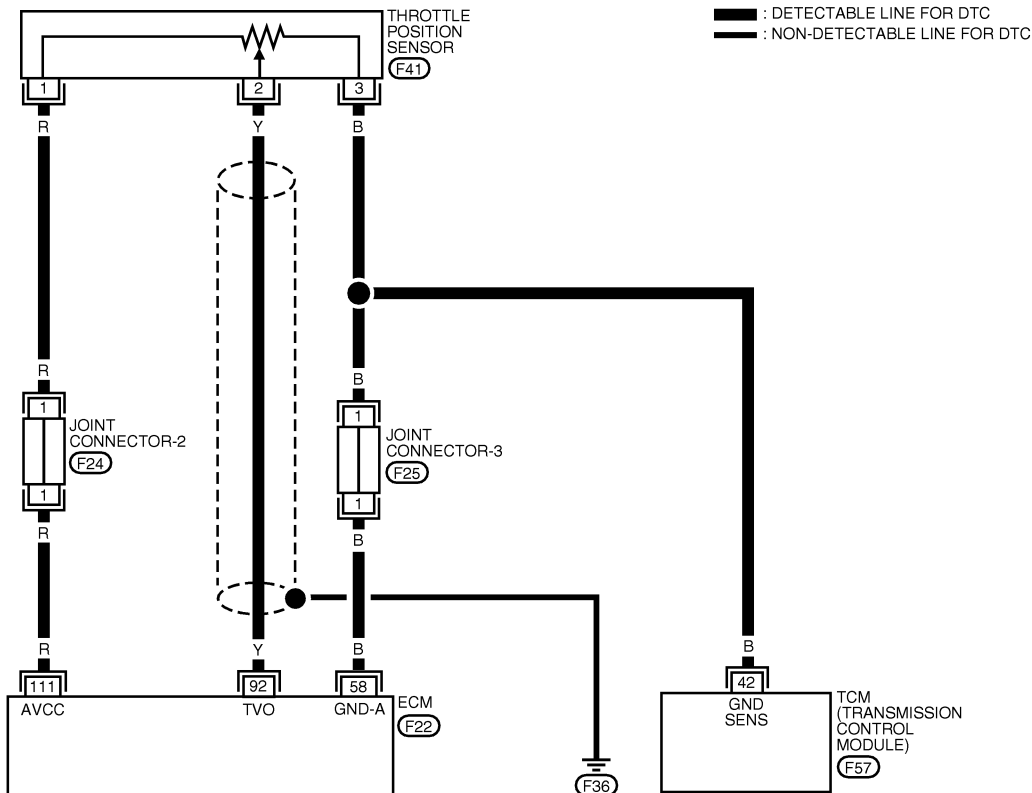 THROTTLE
POSITION
SENSOR
F41
: DETECTABLE LINE FOR DTC
: NON-DETECTABLE LINE FOR DTC
1
2
3
R
Y
B
R
B
1
1
JOINT
CONNECTOR-2
F24
JOINT
CONNECTOR-3
F25
1
1
R
B
R
Y
B
B
111
92
58
42
AVCC
TVO
GND-A
ECM
F22
GND
SENS
TCM
(TRANSMISSION
CONTROL
MODULE)
F57
F36